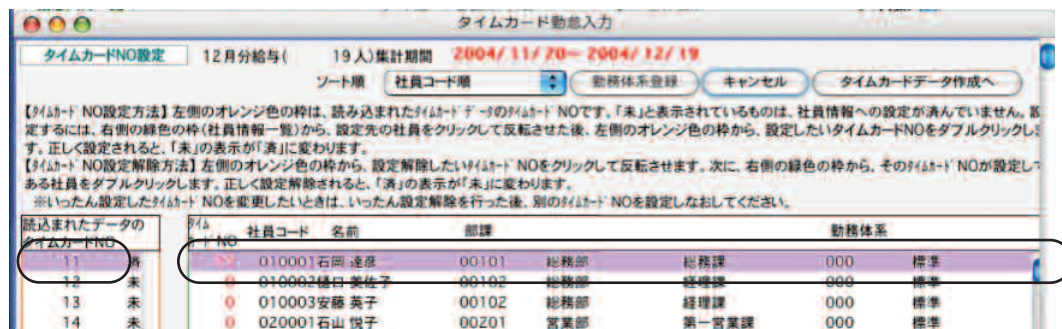 タイムカード勤怠入力
タイムカードNO設定 12月分給与( 19人)集計期間 2004/11/20〜2004/12/19
ソート順 社員コード順 勤務体系登録 キャンセル タイムカードデータ作成へ
【タイムカード NO設定方法】左側のオレンジ色の枠は、読み込まれたタイムカードデータのタイムカードNOです。「未」と表示されているものは、社員情報への設定が済んでいません。設
定するには、右側の緑色の枠(社員情報一覧)から、設定先の社員をクリックして反転させた後、左側のオレンジ色の枠から、設定したいタイムカードNOをダブルクリックしま
す。正しく設定されると、「未」の表示が「済」に変わります。
【タイムカード NO設定解除方法】左側のオレンジ色の枠から、設定解除したいタイムカード NOをクリックして反転させます。次に、右側の緑色の枠から、そのタイムカード NOが設定して
ある社員をダブルクリックします。正しく設定解除されると、「済」の表示が「未」に変わります。
※いったん設定したタイムカード NOを変更したいときは、いったん設定解除を行った後、別のタイムカード NOを設定しなおしてください。
読込まれたデータの タイム
タイムカードNO カード NO 社員コード 名前 部課 勤務体系
11 済 010001 石岡 達彦 00101 総務部 総務課 000 標準
12 未 0 010002 樋口 美佐子 00102 総務部 経理課 000 標準
13 未 0 010003 安藤 英子 00102 総務部 経理課 000 標準
14 未 0 020001 石山 悦子 00201 営業部 第一営業課 000 標準